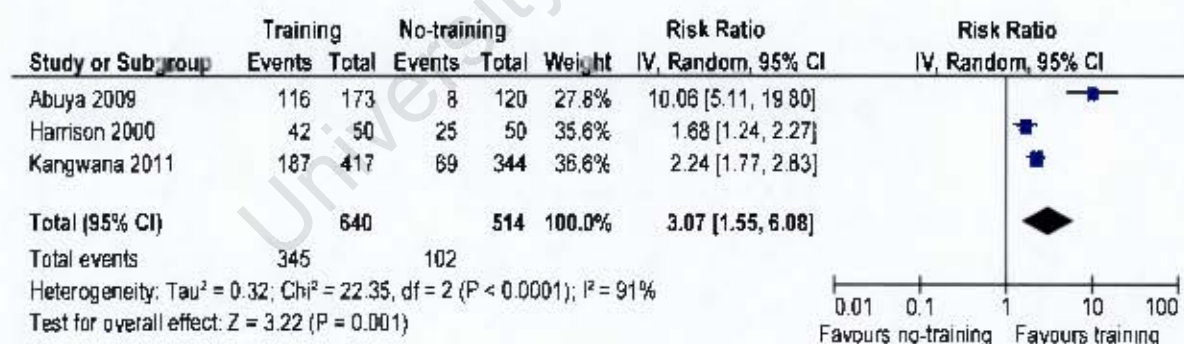 Training No-training Risk Ratio Risk Ratio
Study or Subgroup Events Total Events Total Weight IV, Random, 95% CI IV, Random, 95% CI
Abuya 2009 116 173 8 120 27.8% 10.06 [5.11, 19.80]
Harrison 2000 42 50 25 50 35.6% 1.68 [1.24, 2.27]
Kangwana 2011 187 417 69 344 36.6% 2.24 [1.77, 2.83]
Total (95% CI) 640 514 100.0% 3.07 [1.55, 6.08]
Total events 345 102
Heterogeneity: Tau² = 0.32; Chi² = 22.35, df = 2 (P < 0.0001); I² = 91%
Test for overall effect: Z = 3.22 (P = 0.001)
0.01 0.1 1 10 100
Favours no-training Favours training
University